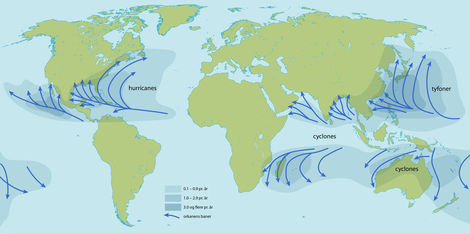 hurricanes
tyfoner
cyclones
cyclones
0.1 - 0.9 pr. år
1.0 - 2.9 pr. år
3.0 og flere pr. år
orkanens baner